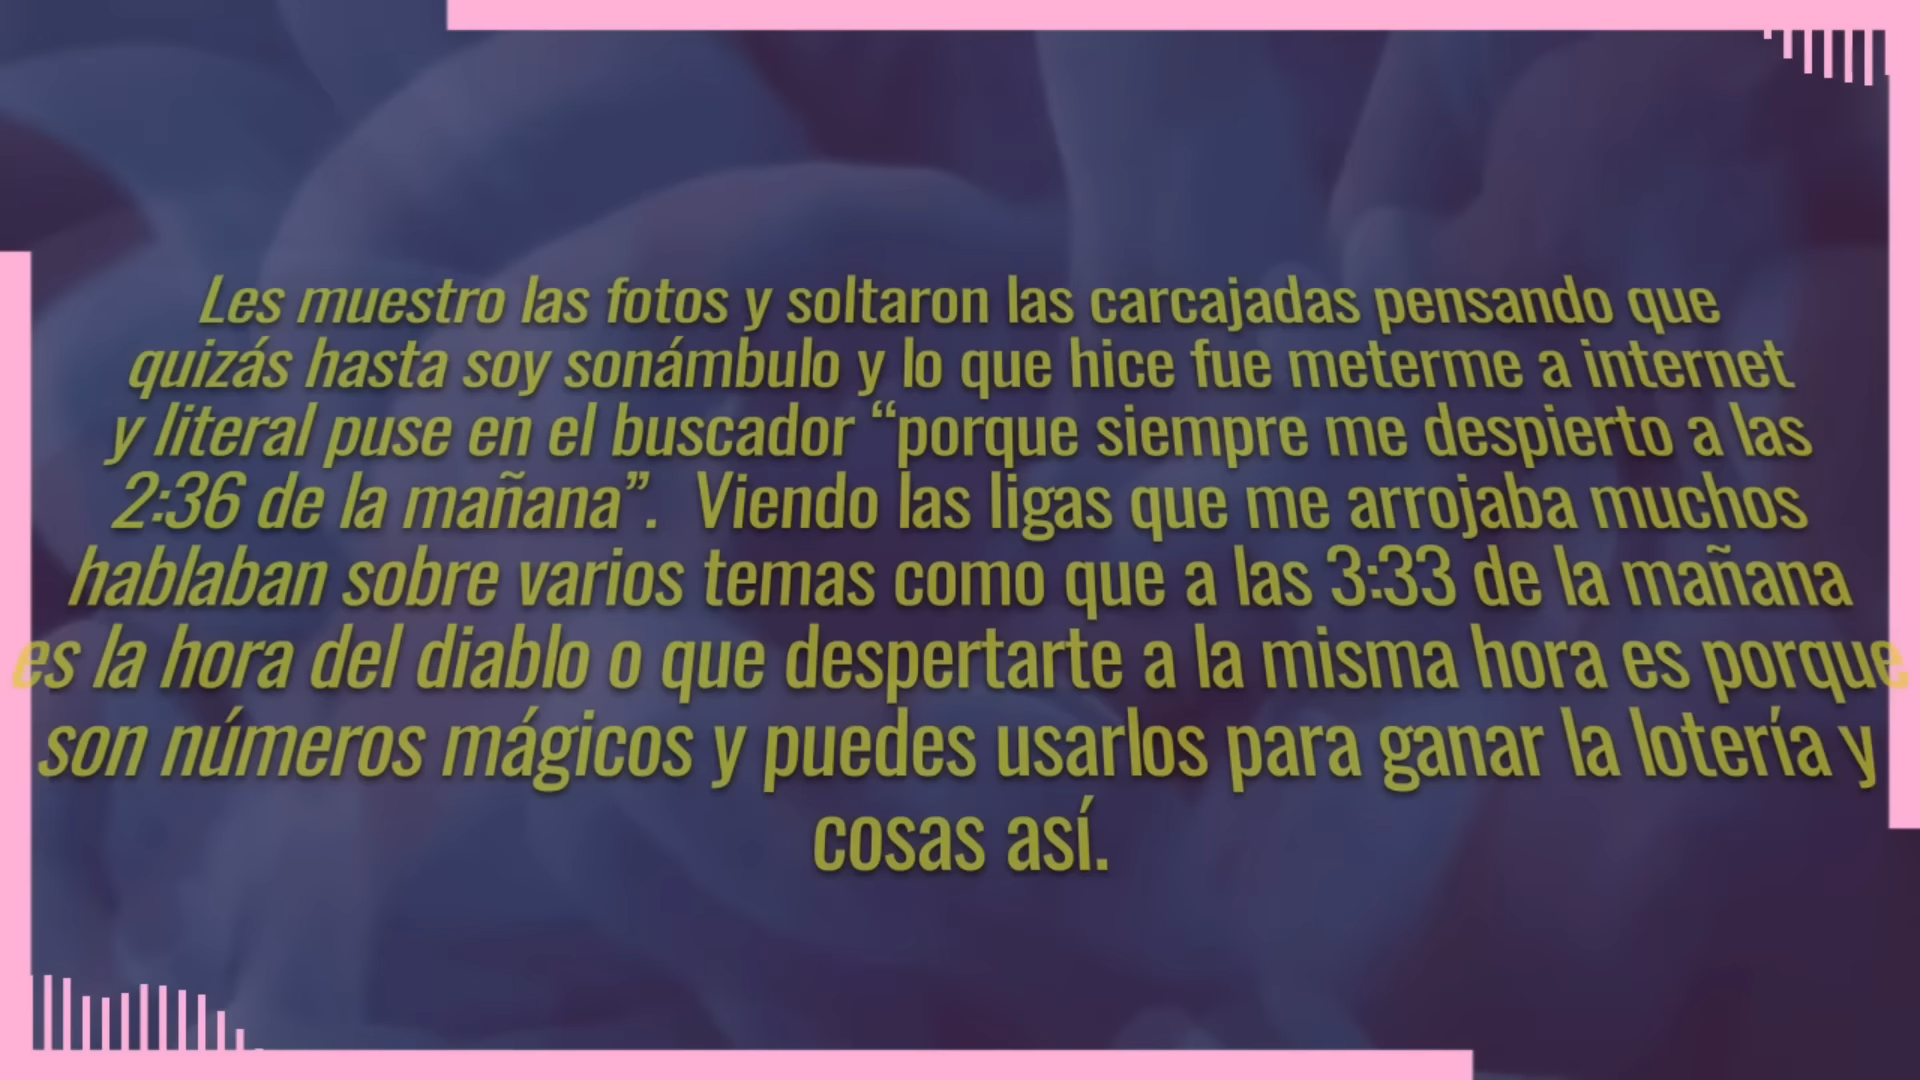 Les muestro las fotos y soltaron las carcajadas pensando que
quizás hasta soy sonámbulo y lo que hice fue meterme a internet
y literal puse en el buscador “porque siempre me despierto a las
2:36 de la mañana”. Viendo las ligas que me arrojaba muchos
hablaban sobre varios temas como que a las 3:33 de la mañana
es la hora del diablo o que despertarte a la misma hora es porque
son números mágicos y puedes usarlos para ganar la lotería y
cosas así.